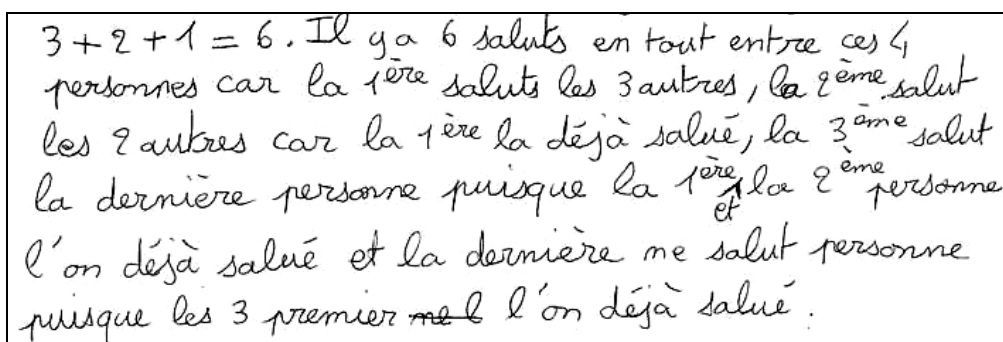 3 + 2 + 1 = 6. Il y a 6 saluts en tout entre ces 4
personnes car la 1ère saluts les 3 autres, la 2ème salut
les 2 autres car la 1ère la déjà salué, la 3ème salut
la dernière personne puisque la 1ère et la 2ème personne
l'on déjà salué et la dernière ne salut personne
puisque les 3 premier ne l l'on déjà salué.